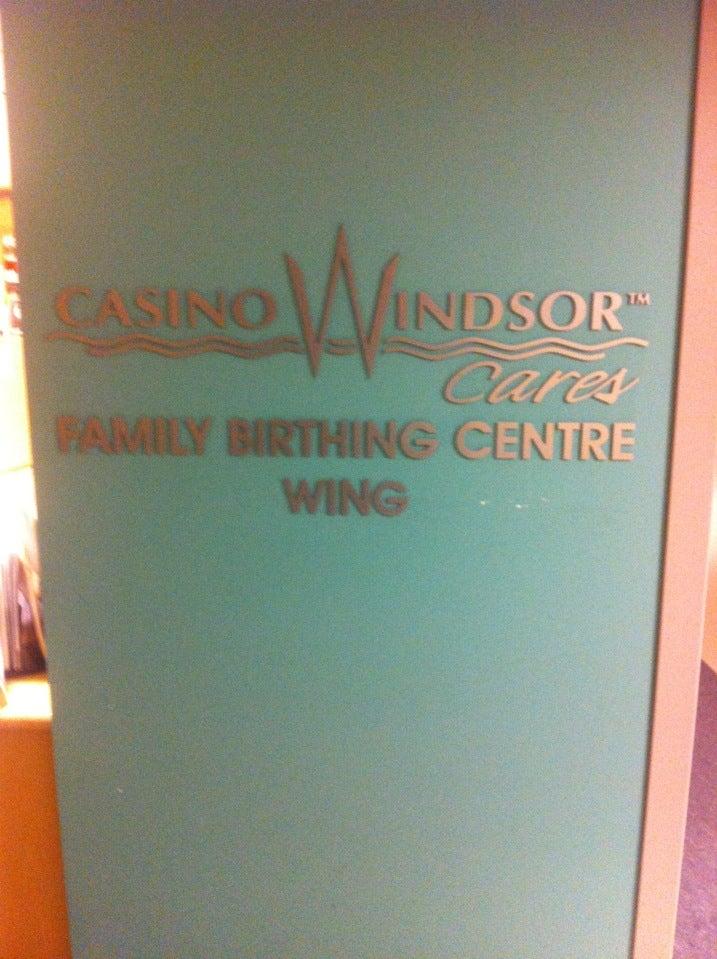 CASINO WINDSOR™
Cares
FAMILY BIRTHING CENTRE
WING